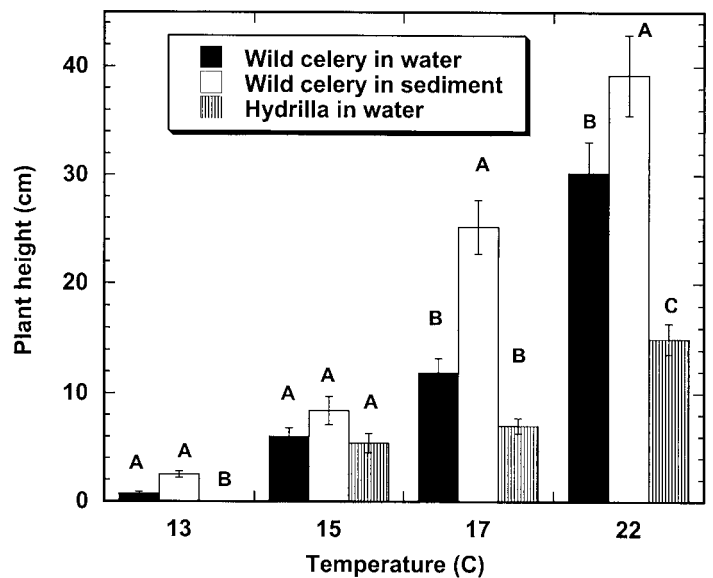 Wild celery in water
Wild celery in sediment
Hydrilla in water
Plant height (cm)
40
30
20
10
0
A
A
B
A
A
A
B
A
B
B
A
C
13
15
17
22
Temperature (C)